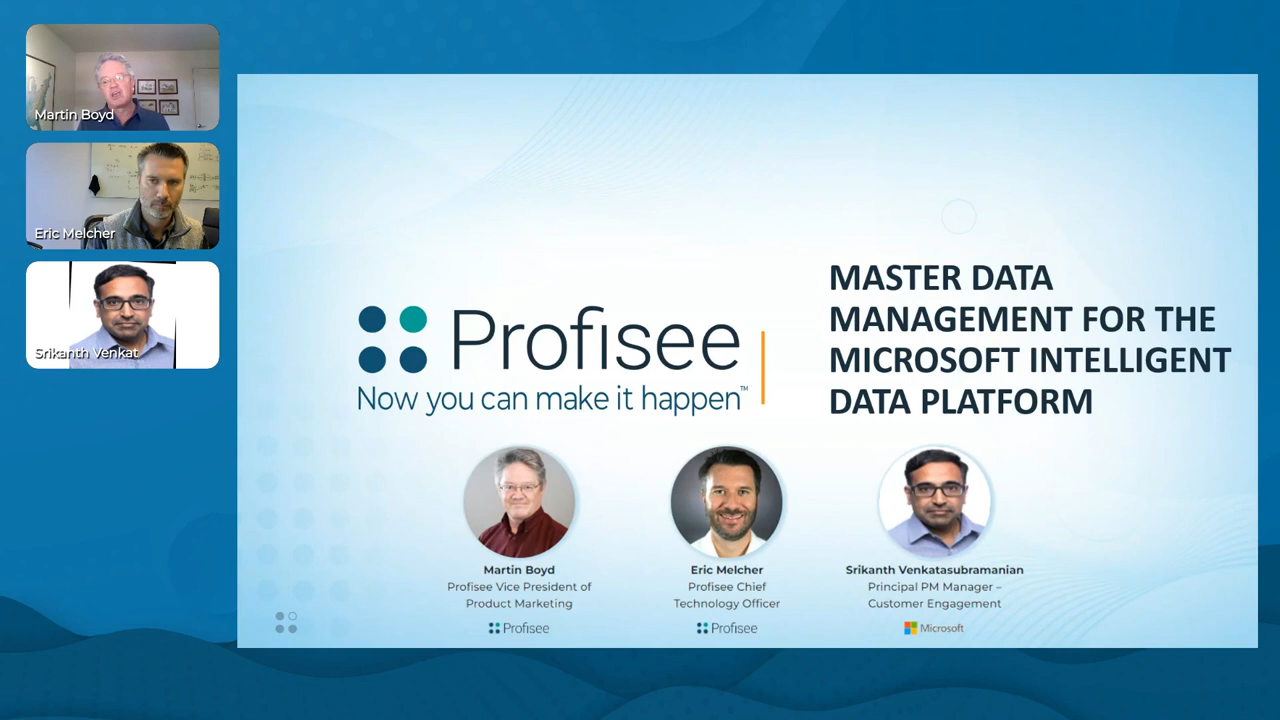 Martin Boyd
Eric Melcher
Srikanth Venkat
Profisee
Now you can make it happen™
MASTER DATA
MANAGEMENT FOR THE
MICROSOFT INTELLIGENT
DATA PLATFORM
Martin Boyd
Profisee Vice President of
Product Marketing
Profisee
Eric Melcher
Profisee Chief
Technology Officer
Profisee
Srikanth Venkatasubramanian
Principal PM Manager –
Customer Engagement
Microsoft